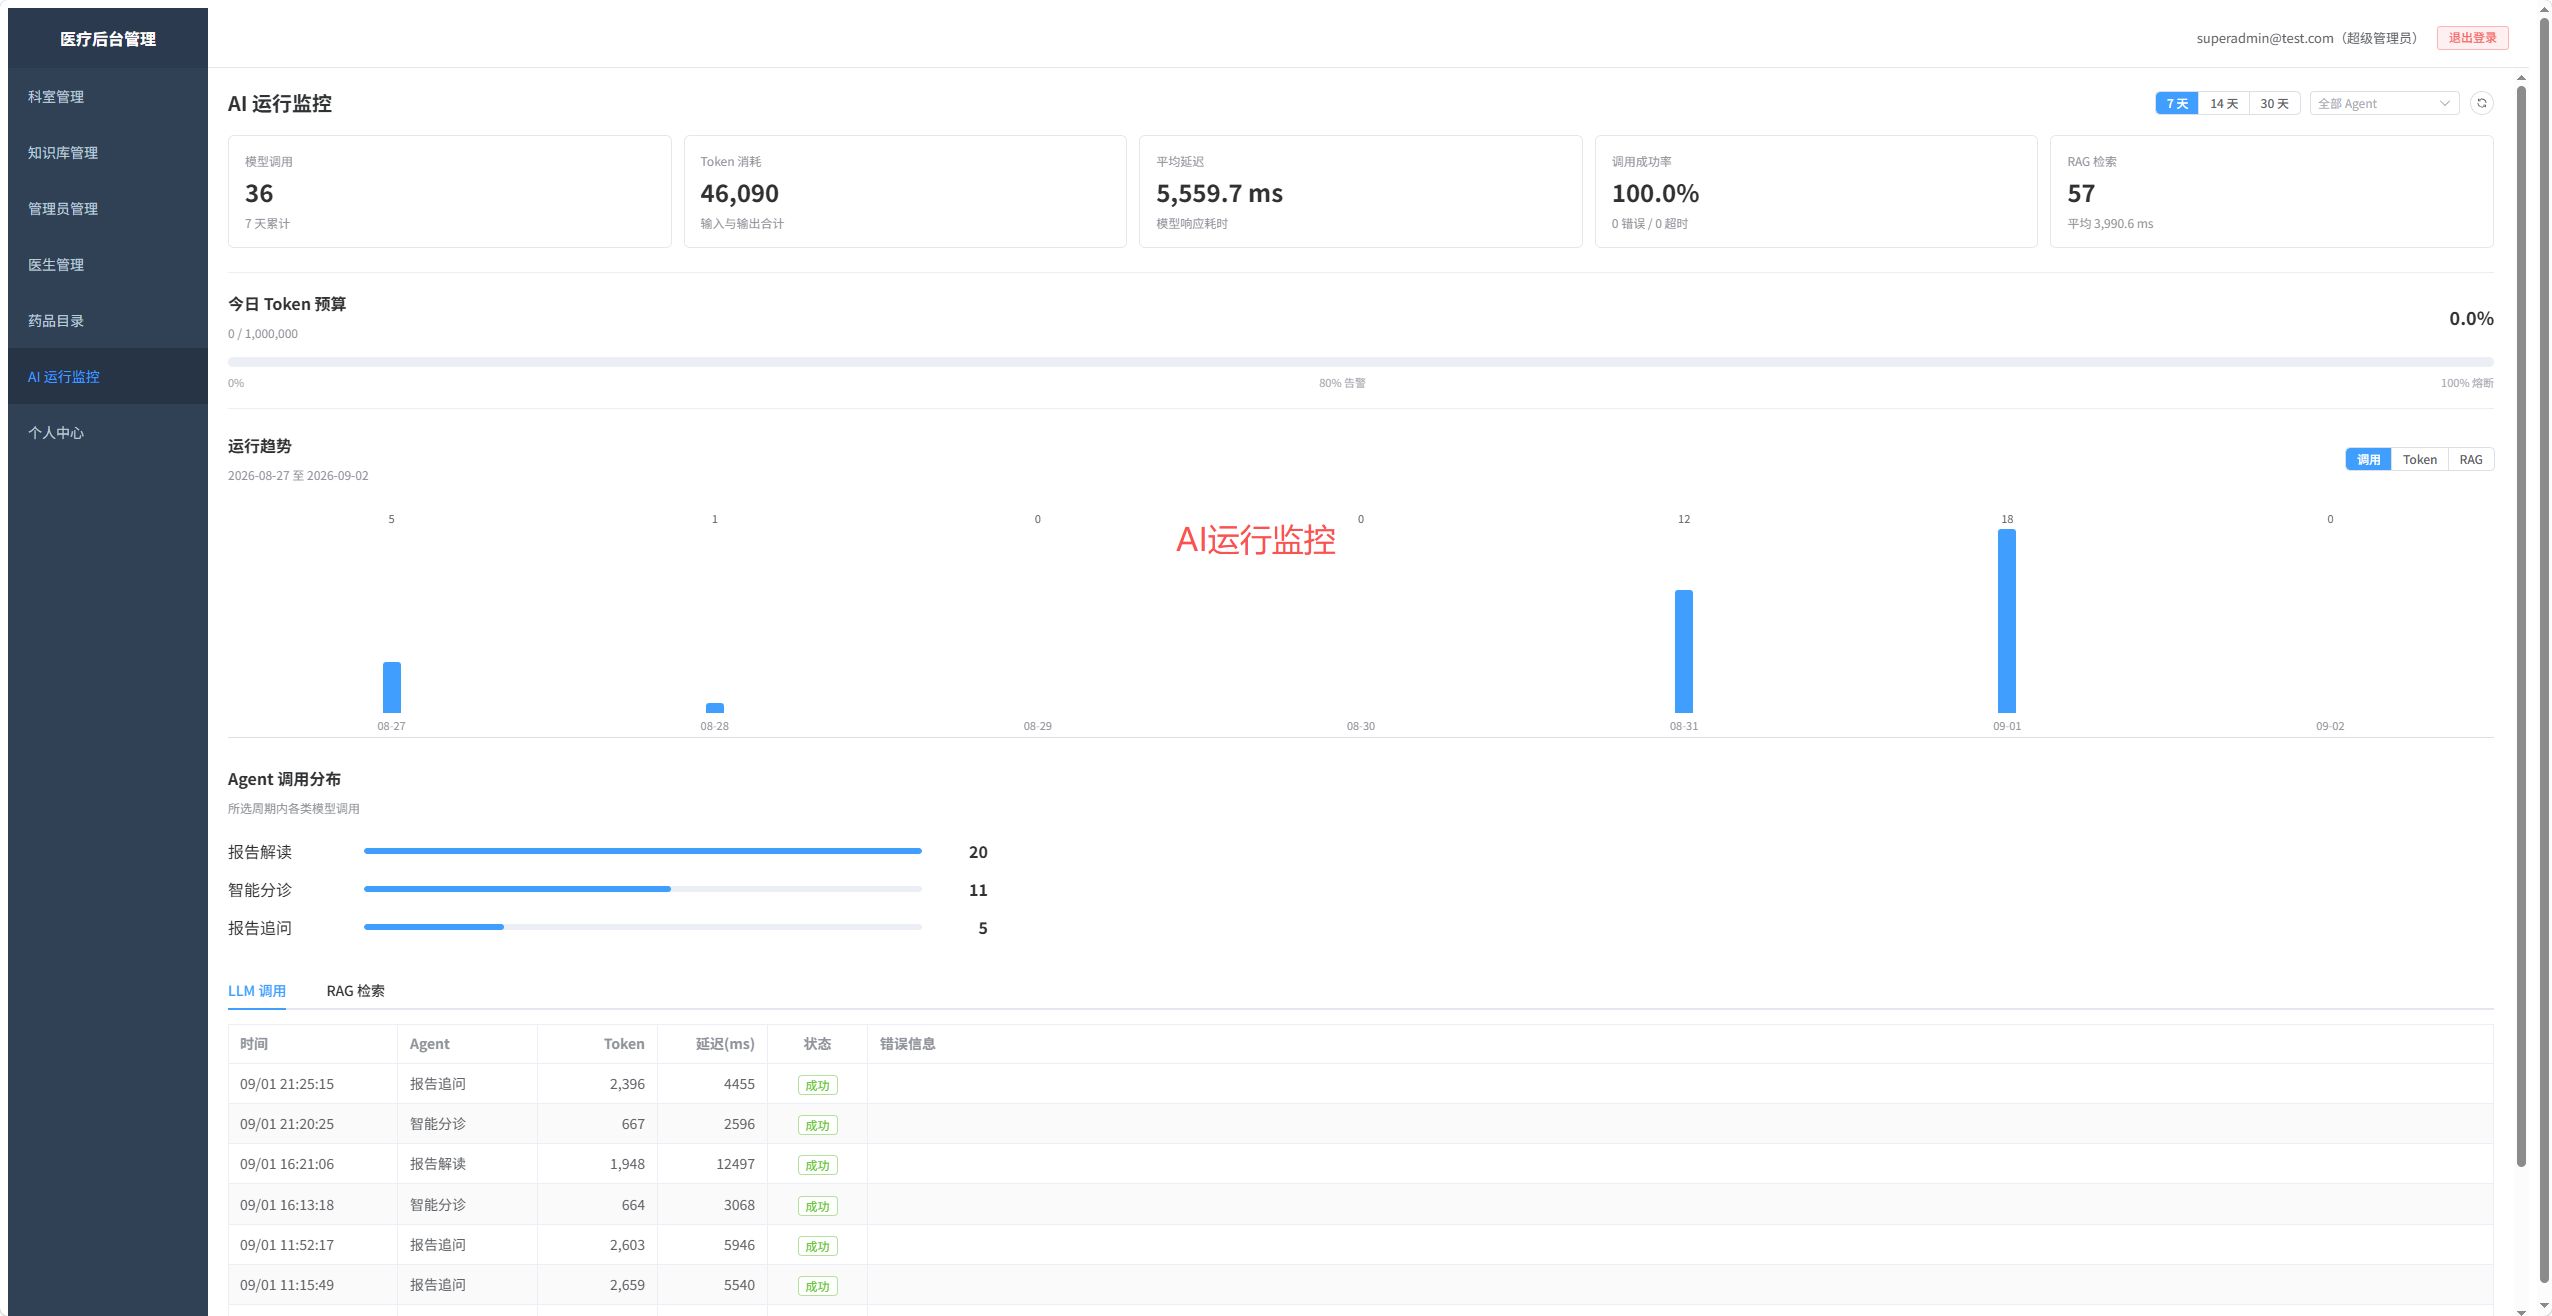 医疗后台管理
superadmin@test.com（超级管理员）
退出登录
科室管理
知识库管理
管理员管理
医生管理
药品目录
AI 运行监控
个人中心
AI 运行监控
7 天 14 天 30 天
全部 Agent
模型调用
36
7 天累计
Token 消耗
46,090
输入与输出合计
平均延迟
5,559.7 ms
模型响应耗时
调用成功率
100.0%
0 错误 / 0 超时
RAG 检索
57
平均 3,990.6 ms
今日 Token 预算
0 / 1,000,000
0.0%
0% 80% 告警 100% 熔断
运行趋势
2026-08-27 至 2026-09-02
调用 Token RAG
5 1 0 0 12 18 0
AI运行监控
08-27 08-28 08-29 08-30 08-31 09-01 09-02
Agent 调用分布
所选周期内各类模型调用
报告解读 20
智能分诊 11
报告追问 5
LLM 调用 RAG 检索
时间 Agent Token 延迟(ms) 状态 错误信息
09/01 21:25:15 报告追问 2,396 4455 成功
09/01 21:20:25 智能分诊 667 2596 成功
09/01 16:21:06 报告解读 1,948 12497 成功
09/01 16:13:18 智能分诊 664 3068 成功
09/01 11:52:17 报告追问 2,603 5946 成功
09/01 11:15:49 报告追问 2,659 5540 成功